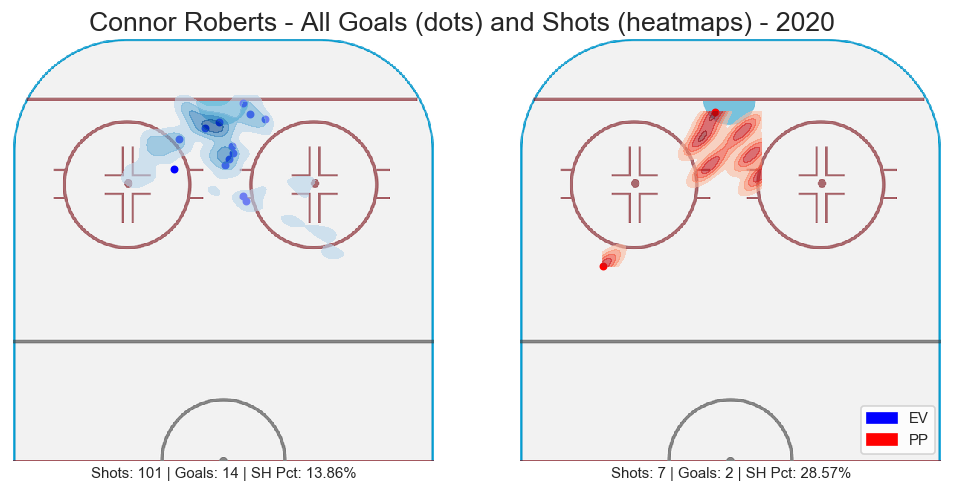 Connor Roberts - All Goals (dots) and Shots (heatmaps) - 2020
EV
PP
Shots: 101 | Goals: 14 | SH Pct: 13.86%
Shots: 7 | Goals: 2 | SH Pct: 28.57%